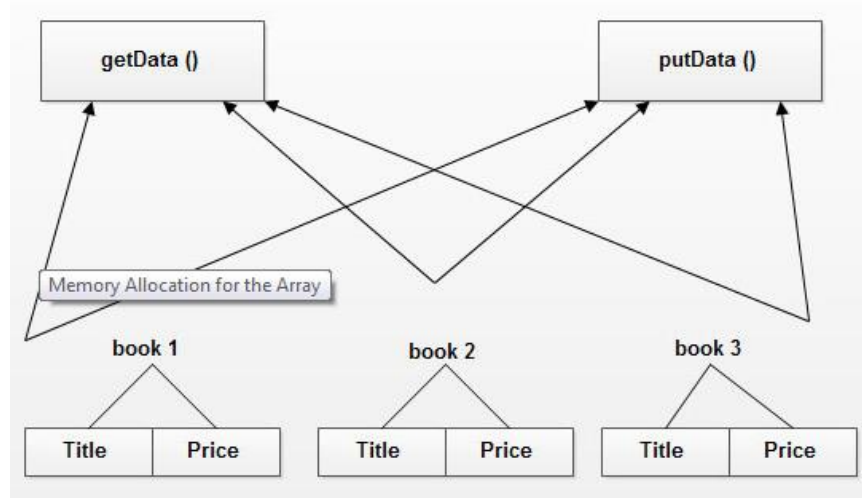 getData ()
putData ()
Memory Allocation for the Array
book 1
book 2
book 3
Title
Price
Title
Price
Title
Price